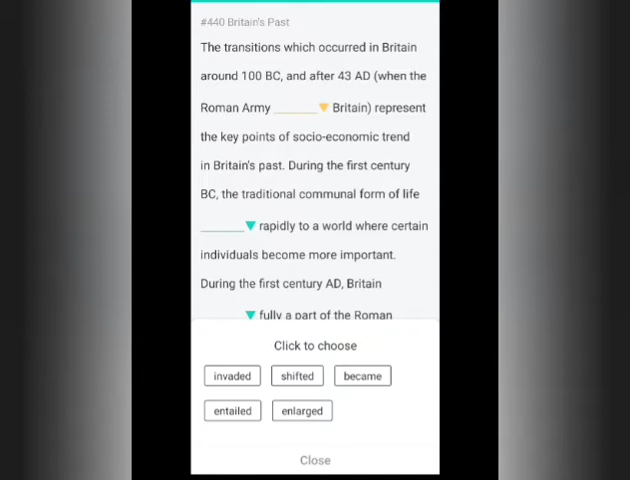 #440 Britain's Past
The transitions which occurred in Britain
around 100 BC, and after 43 AD (when the
Roman Army ______ Britain) represent
the key points of socio-economic trend
in Britain's past. During the first century
BC, the traditional communal form of life
______ rapidly to a world where certain
individuals become more important.
During the first century AD, Britain
fully a part of the Roman
Click to choose
invaded shifted became
entailed enlarged
Close